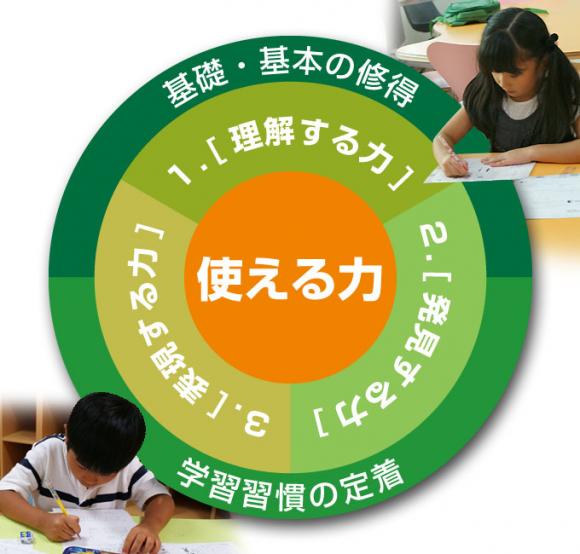 基礎・基本の修得
1.[理解する力]
2.[発見する力]
3.[表現する力]
使える力
学習習慣の定着